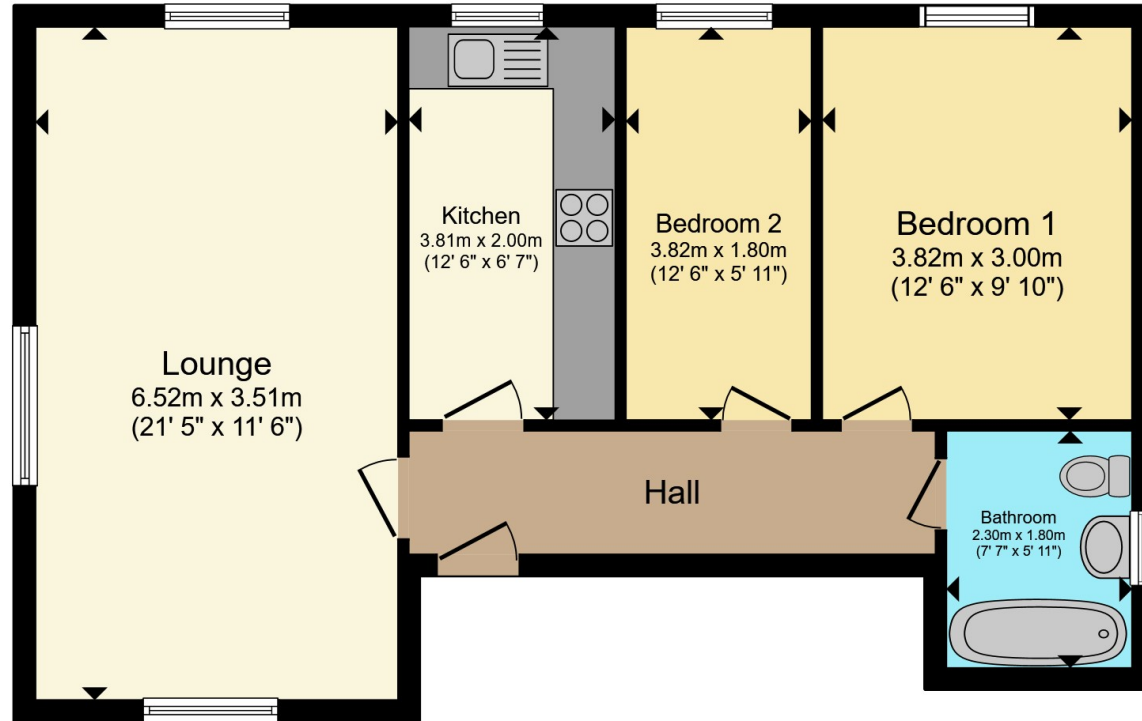 Lounge
6.52m x 3.51m
(21' 5" x 11' 6")
Kitchen
3.81m x 2.00m
(12' 6" x 6' 7")
Bedroom 2
3.82m x 1.80m
(12' 6" x 5' 11")
Bedroom 1
3.82m x 3.00m
(12' 6" x 9' 10")
Hall
Bathroom
2.30m x 1.80m
(7' 7" x 5' 11")